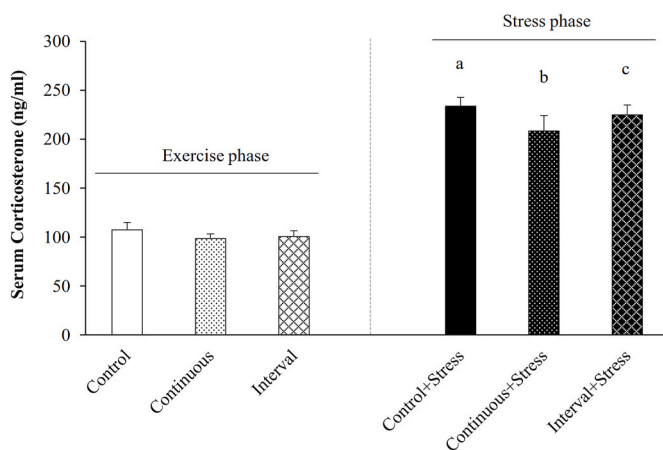 Stress phase
300
a
b
c
250
200
Exercise phase
150
100
50
0
Serum Corticosterone (ng/ml)
Control
Continuous
Interval
Control+Stress
Continuous+Stress
Interval+Stress